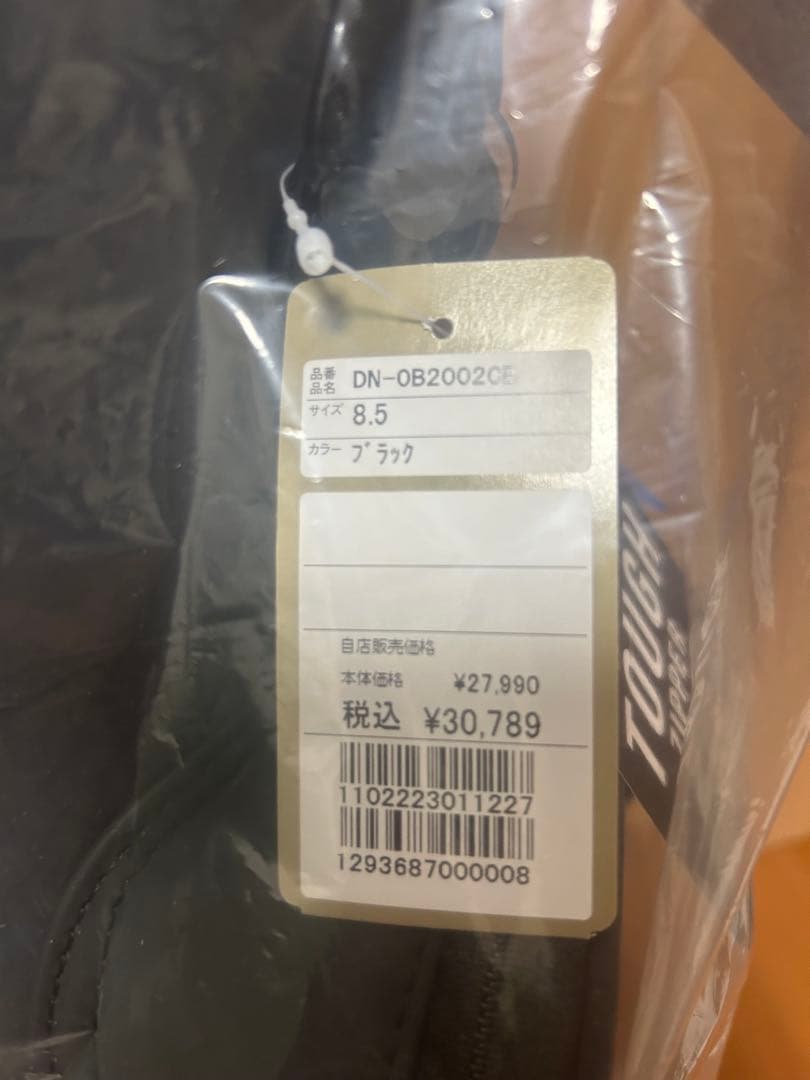 品番
品名 DN-0B2002CB
サイズ 8.5
カラー ブラック
自店販売価格
本体価格 ¥27,990
税込 ¥30,789
1102223011227
1293687000008
TOUGH
ZIPPER